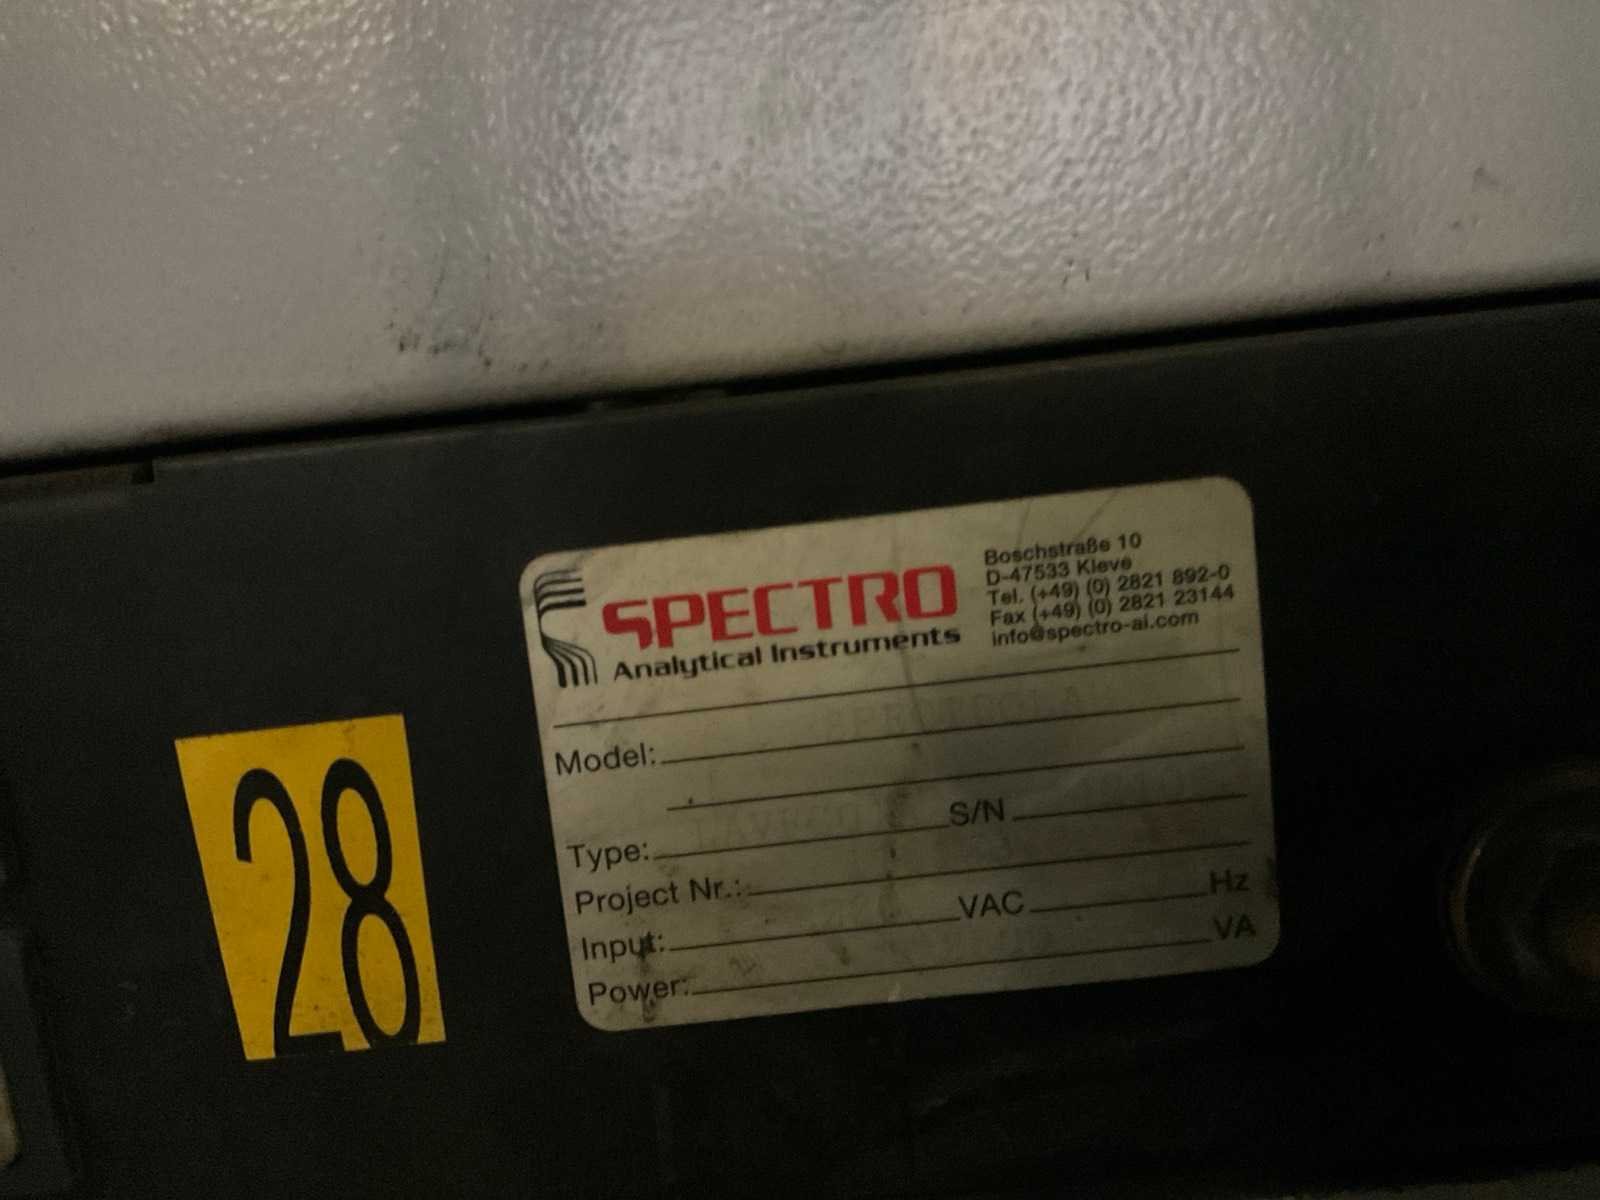 28
SPECTRO
Analytical Instruments
Boschstraße 10
D-47533 Kleve
Tel. (+49) (0) 2821 892-0
Fax (+49) (0) 2821 23144
info@spectro-ai.com
Model:
Type: S/N
Project Nr.:
Input: VAC Hz
Power: VA